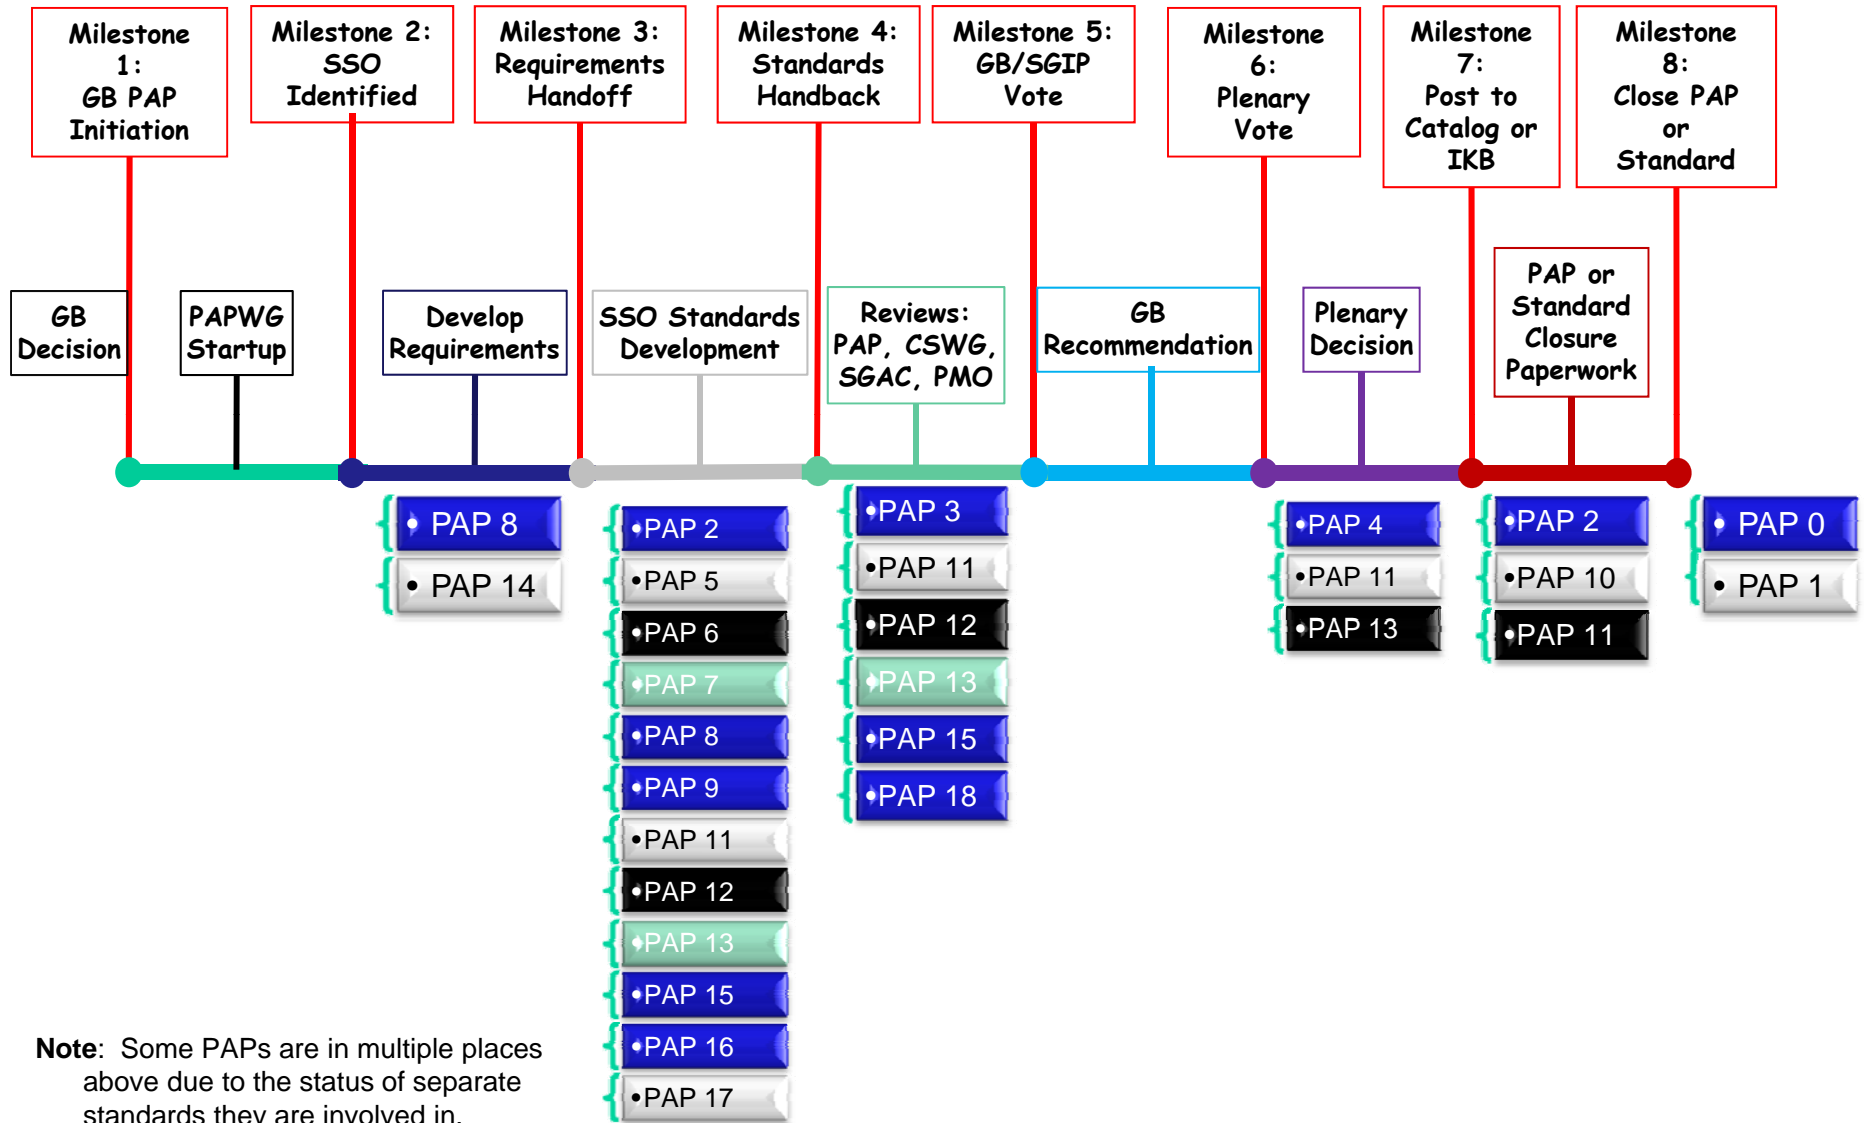 Milestone
1:
GB PAP
Initiation
Milestone 2:
SSO
Identified
Milestone 3:
Requirements
Handoff
Milestone 4:
Standards
Handback
Milestone 5:
GB/SGIP
Vote
Milestone
6:
Plenary
Vote
Milestone
7:
Post to
Catalog or
IKB
Milestone
8:
Close PAP
or
Standard
GB
Decision
PAPWG
Startup
Develop
Requirements
SSO Standards
Development
Reviews:
PAP, CSWG,
SGAC, PMO
GB
Recommendation
Plenary
Decision
PAP or
Standard
Closure
Paperwork
• PAP 8
• PAP 14
•PAP 2
•PAP 5
•PAP 6
•PAP 7
•PAP 8
•PAP 9
•PAP 11
•PAP 12
•PAP 13
•PAP 15
•PAP 16
•PAP 17
•PAP 3
•PAP 11
•PAP 12
•PAP 13
•PAP 15
•PAP 18
•PAP 4
•PAP 11
•PAP 13
•PAP 2
•PAP 10
•PAP 11
• PAP 0
• PAP 1
Note: Some PAPs are in multiple places
above due to the status of separate
standards they are involved in.